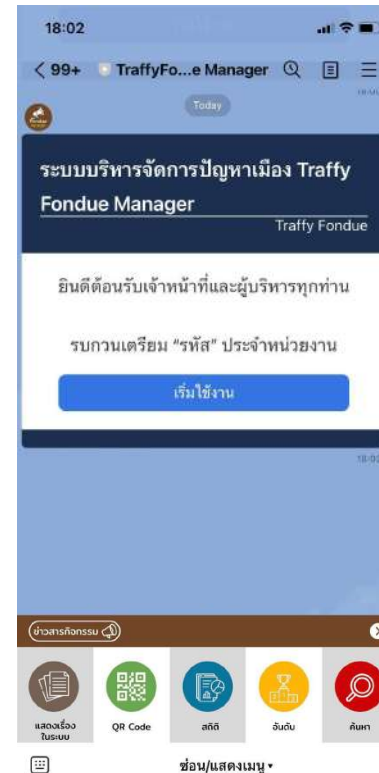 18:02
99+ TraffyFo...e Manager
Today
ระบบบริหารจัดการปัญหาเมือง Traffy
Fondue Manager
Traffy Fondue
ยินดีต้อนรับเจ้าหน้าที่และผู้บริหารทุกท่าน
รบกวนเตรียม “รหัส” ประจำหน่วยงาน
เริ่มใช้งาน
18:02
ข่าวสารกิจกรรม
แสดงเรื่อง
ในระบบ
QR Code
สถิติ
อันดับ
ค้นหา
ซ่อน/แสดงเมนู